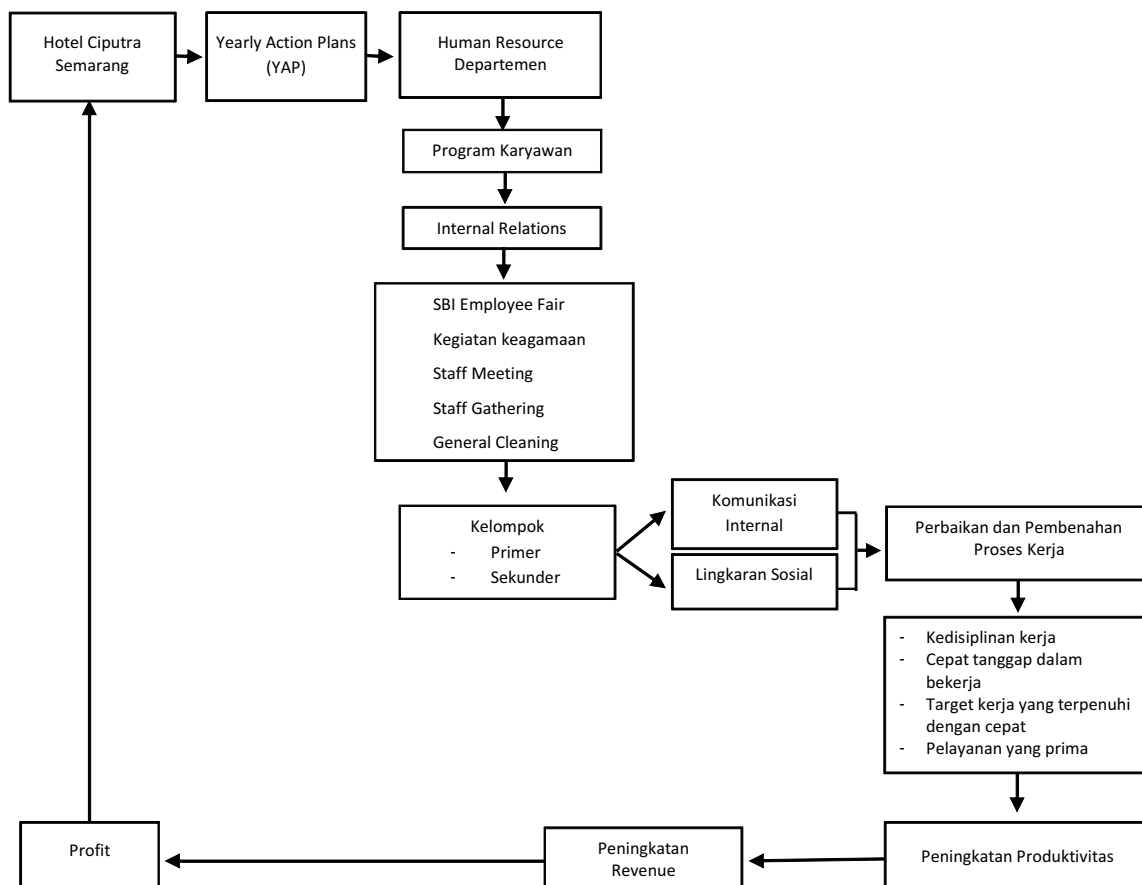 Hotel Ciputra
Semarang
Yearly Action Plans
(YAP)
Human Resource
Departemen
Program Karyawan
Internal Relations
SBI Employee Fair
Kegiatan keagamaan
Staff Meeting
Staff Gathering
General Cleaning
Kelompok
- Primer
- Sekunder
Komunikasi
Internal
Lingkaran Sosial
Perbaikan dan Pembenahan
Proses Kerja
- Kedisiplinan kerja
- Cepat tanggap dalam
bekerja
- Target kerja yang terpenuhi
dengan cepat
- Pelayanan yang prima
Peningkatan Produktivitas
Peningkatan
Revenue
Profit